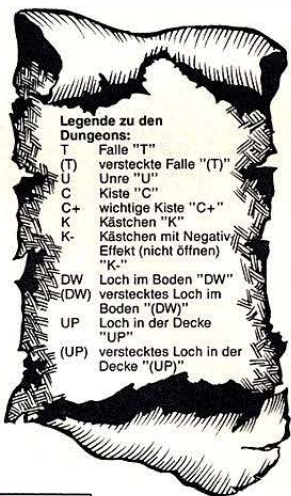 Legende zu den
Dungeons:
T Falle "T"
(T) versteckte Falle "(T)"
U Unre "U"
C Kiste "C"
C+ wichtige Kiste "C+"
K Kästchen "K"
K- Kästchen mit Negativ
Effekt (nicht öffnen)
"K-"
DW Loch im Boden "DW"
(DW) verstecktes Loch im
Boden "(DW)"
UP Loch in der Decke
"UP"
(UP) verstecktes Loch in der
Decke "(UP)"